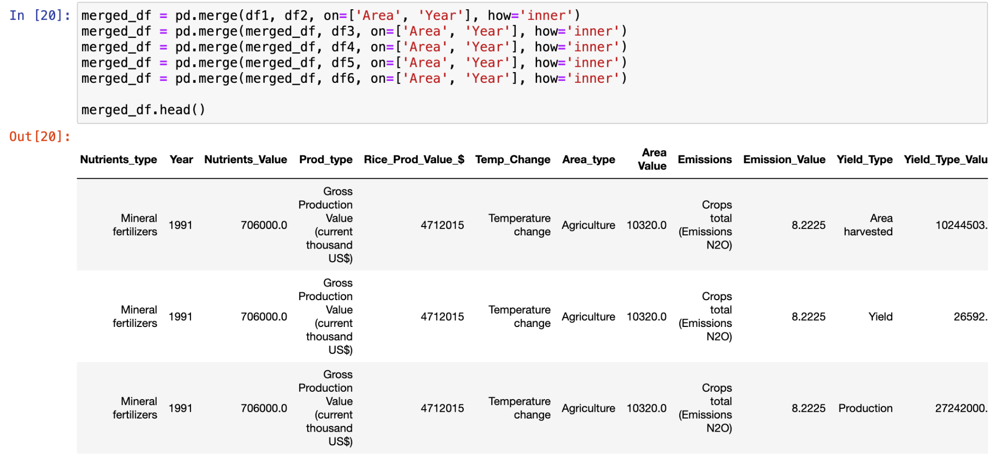 In [20]: merged_df = pd.merge(df1, df2, on=['Area', 'Year'], how='inner')
merged_df = pd.merge(merged_df, df3, on=['Area', 'Year'], how='inner')
merged_df = pd.merge(merged_df, df4, on=['Area', 'Year'], how='inner')
merged_df = pd.merge(merged_df, df5, on=['Area', 'Year'], how='inner')
merged_df = pd.merge(merged_df, df6, on=['Area', 'Year'], how='inner')
merged_df.head()
Out[20]:
Nutrients_type Year Nutrients_Value Prod_type Rice_Prod_Value_$ Temp_Change Area_type Area Value Emissions Emission_Value Yield_Type Yield_Type_Valu
Mineral fertilizers 1991 706000.0 Gross Production Value (current thousand US$) 4712015 Temperature change Agriculture 10320.0 Crops total (Emissions N2O) 8.2225 Area harvested 10244503.
Mineral fertilizers 1991 706000.0 Gross Production Value (current thousand US$) 4712015 Temperature change Agriculture 10320.0 Crops total (Emissions N2O) 8.2225 Yield 26592.
Mineral fertilizers 1991 706000.0 Gross Production Value (current thousand US$) 4712015 Temperature change Agriculture 10320.0 Crops total (Emissions N2O) 8.2225 Production 27242000.